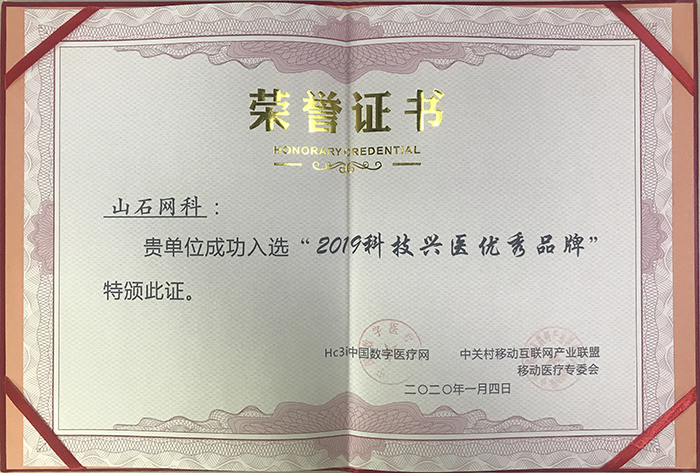 荣誉证书
HONORARY CREDENTIAL
山石网科：
贵单位成功入选“2019科技兴医优秀品牌”
特颁此证。
Hc3i中国数字医疗网 中关村移动互联网产业联盟
移动医疗专委会
二〇二〇年一月四日